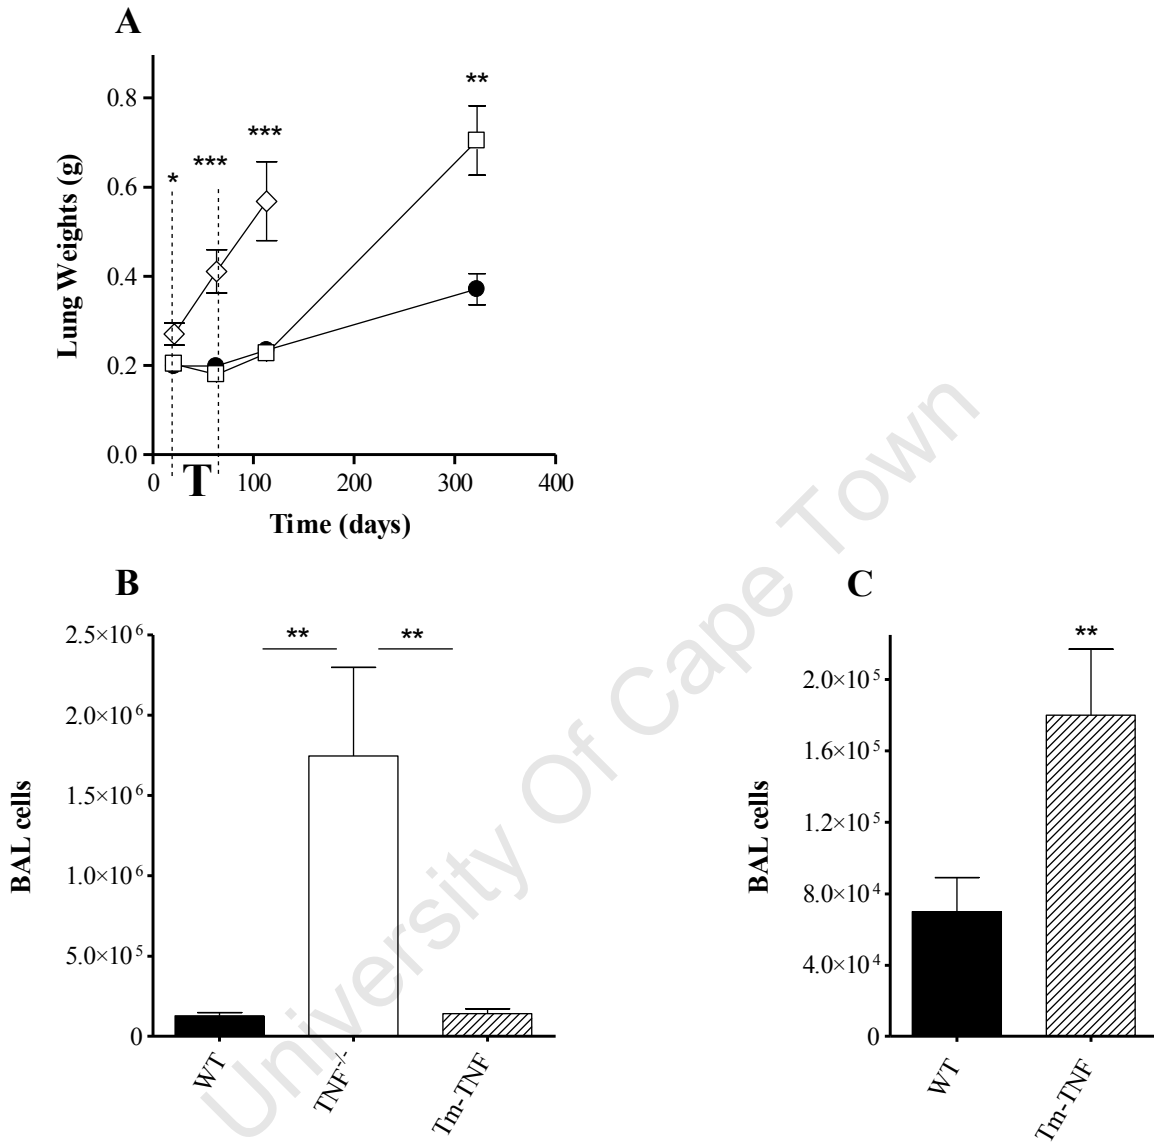 A
Lung Weights (g)
0.8
0.6
0.4
0.2
0.0
*
***
***
**
0
100
200
300
400
T
Time (days)
B
BAL cells
2.5×10⁶
2.0×10⁶
1.5×10⁶
1.0×10⁶
5.0×10⁵
0
**
**
WT
TNF⁻/⁻
Tm-TNF
C
BAL cells
2.0×10⁵
1.6×10⁵
1.2×10⁵
8.0×10⁴
4.0×10⁴
0
**
WT
Tm-TNF
University Of Cape Town